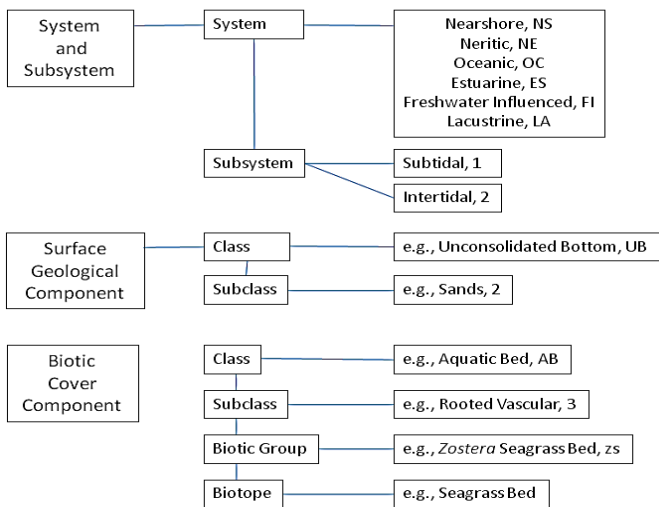 System
and
Subsystem
System
Nearshore, NS
Neritic, NE
Oceanic, OC
Estuarine, ES
Freshwater Influenced, FI
Lacustrine, LA
Subsystem
Subtidal, 1
Intertidal, 2
Surface
Geological
Component
Class
e.g., Unconsolidated Bottom, UB
Subclass
e.g., Sands, 2
Biotic
Cover
Component
Class
e.g., Aquatic Bed, AB
Subclass
e.g., Rooted Vascular, 3
Biotic Group
e.g., Zostera Seagrass Bed, zs
Biotope
e.g., Seagrass Bed